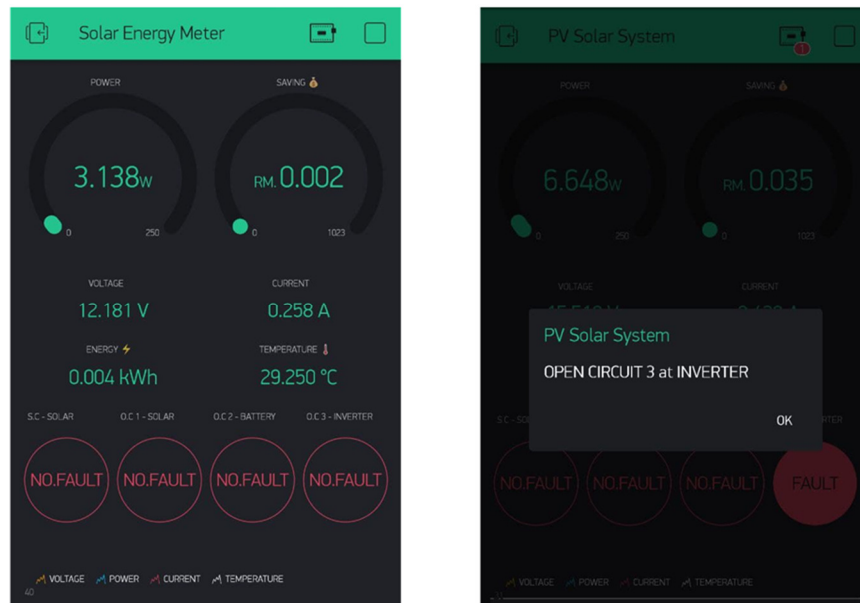 Solar Energy Meter
POWER
SAVING
3.138W
RM. 0.002
0 250
0 1023
VOLTAGE
CURRENT
12.181 V
0.258 A
ENERGY
TEMPERATURE
0.004 kWh
29.250 °C
S.C - SOLAR
O.C 1 - SOLAR
O.C 2 - BATTERY
O.C 3 - INVERTER
NO.FAULT
NO.FAULT
NO.FAULT
NO.FAULT
VOLTAGE POWER CURRENT TEMPERATURE
40
PV Solar System
1
POWER
SAVING
6.648W
RM. 0.035
0 250
0 1023
VOLTAGE
CURRENT
PV Solar System
OPEN CIRCUIT 3 at INVERTER
OK
NO.FAULT
NO.FAULT
NO.FAULT
FAULT
VOLTAGE POWER CURRENT TEMPERATURE